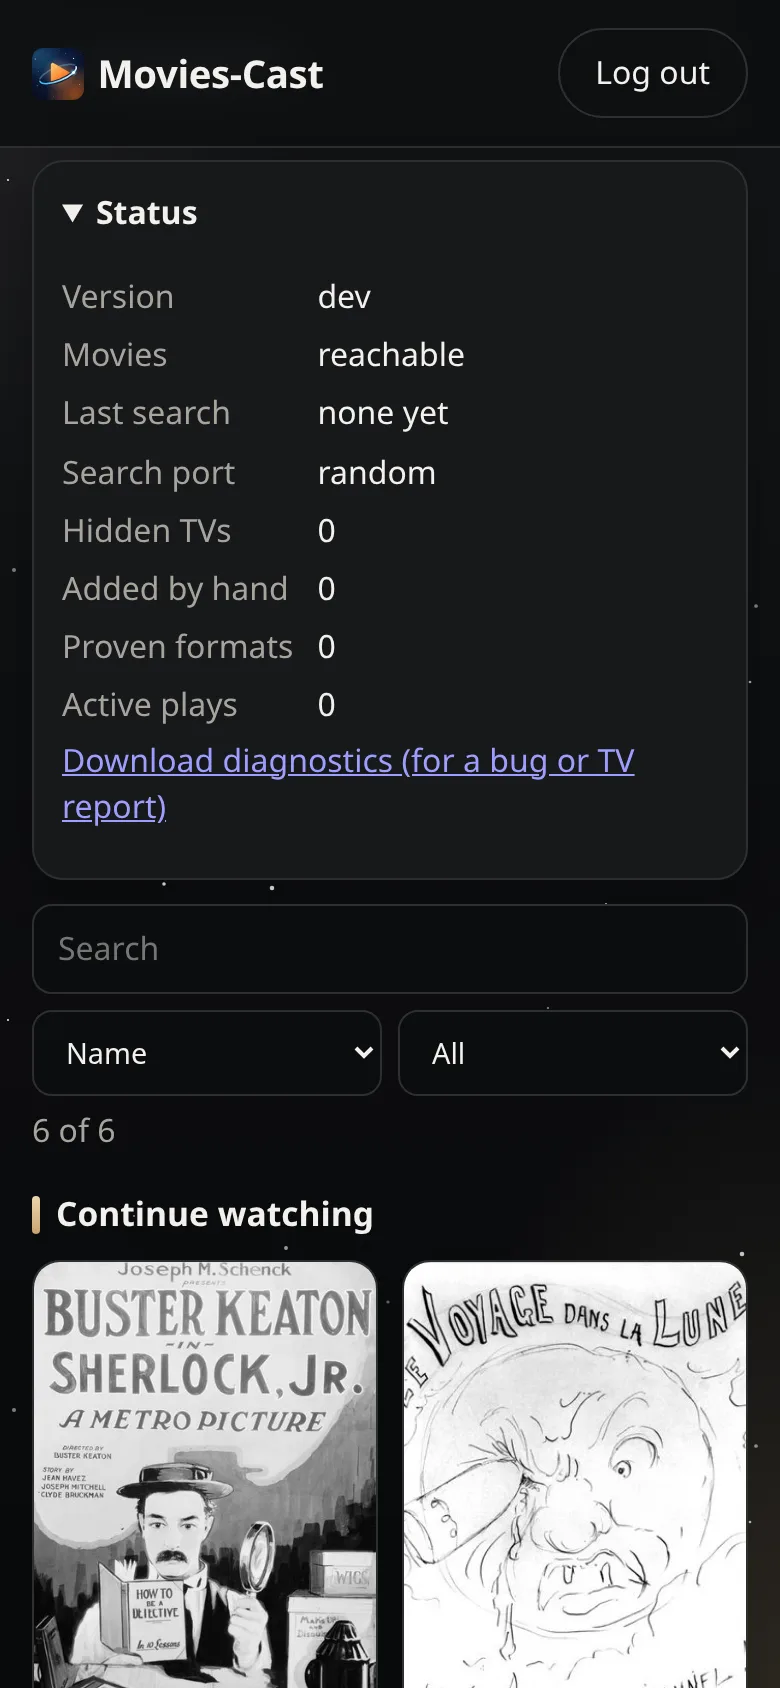 Movies-Cast
Log out
Status
Version dev
Movies reachable
Last search none yet
Search port random
Hidden TVs 0
Added by hand 0
Proven formats 0
Active plays 0
Download diagnostics (for a bug or TV
report)
Search
Name All
6 of 6
Continue watching
Joseph M. Schenck
PRESENTS
BUSTER KEATON
-IN-
SHERLOCK, JR.
A METRO PICTURE
DIRECTED BY
BUSTER KEATON
STORY BY
JEAN HAVEZ
JOSEPH MITCHELL
CLYDE BRUCKMAN
HOW TO
BE A
DETECTIVE
In 10 Lessons
LE VOYAGE DANS LA LUNE